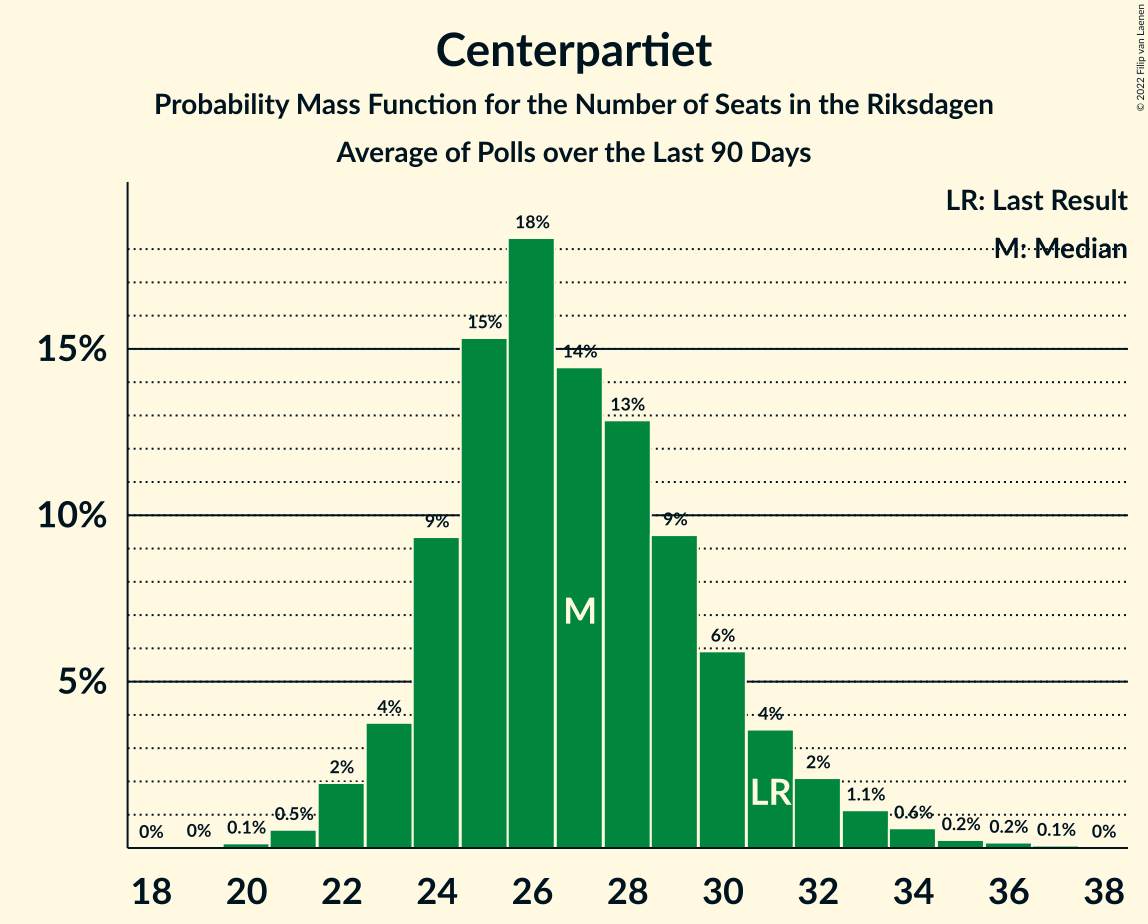 Centerpartiet
Probability Mass Function for the Number of Seats in the Riksdagen
Average of Polls over the Last 90 Days
© 2022 Filip van Laenen
LR: Last Result
M: Median
15%
10%
5%
0%
0%
0.1%
0.5%
2%
4%
9%
15%
18%
14%
13%
9%
6%
4%
2%
1.1%
0.6%
0.2%
0.2%
0.1%
0%
M
LR
18 20 22 24 26 28 30 32 34 36 38